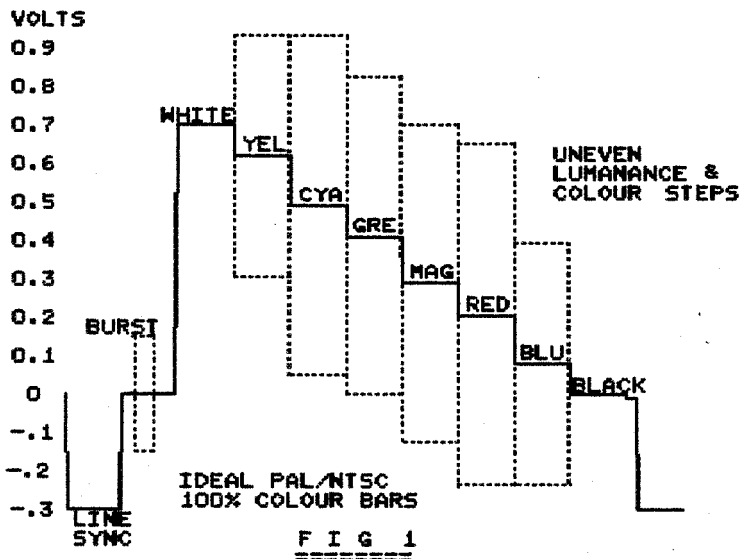 VOLTS
0.9
0.8
WHITE
0.7
YEL
0.6
UNEVEN
LUMANANCE &
COLOUR STEPS
0.5
CYA
0.4
GRE
0.3
MAG
0.2
RED
BURST
0.1
BLU
0
BLACK
-.1
-.2
IDEAL PAL/NTSC
100% COLOUR BARS
-.3
LINE
SYNC
F I G 1